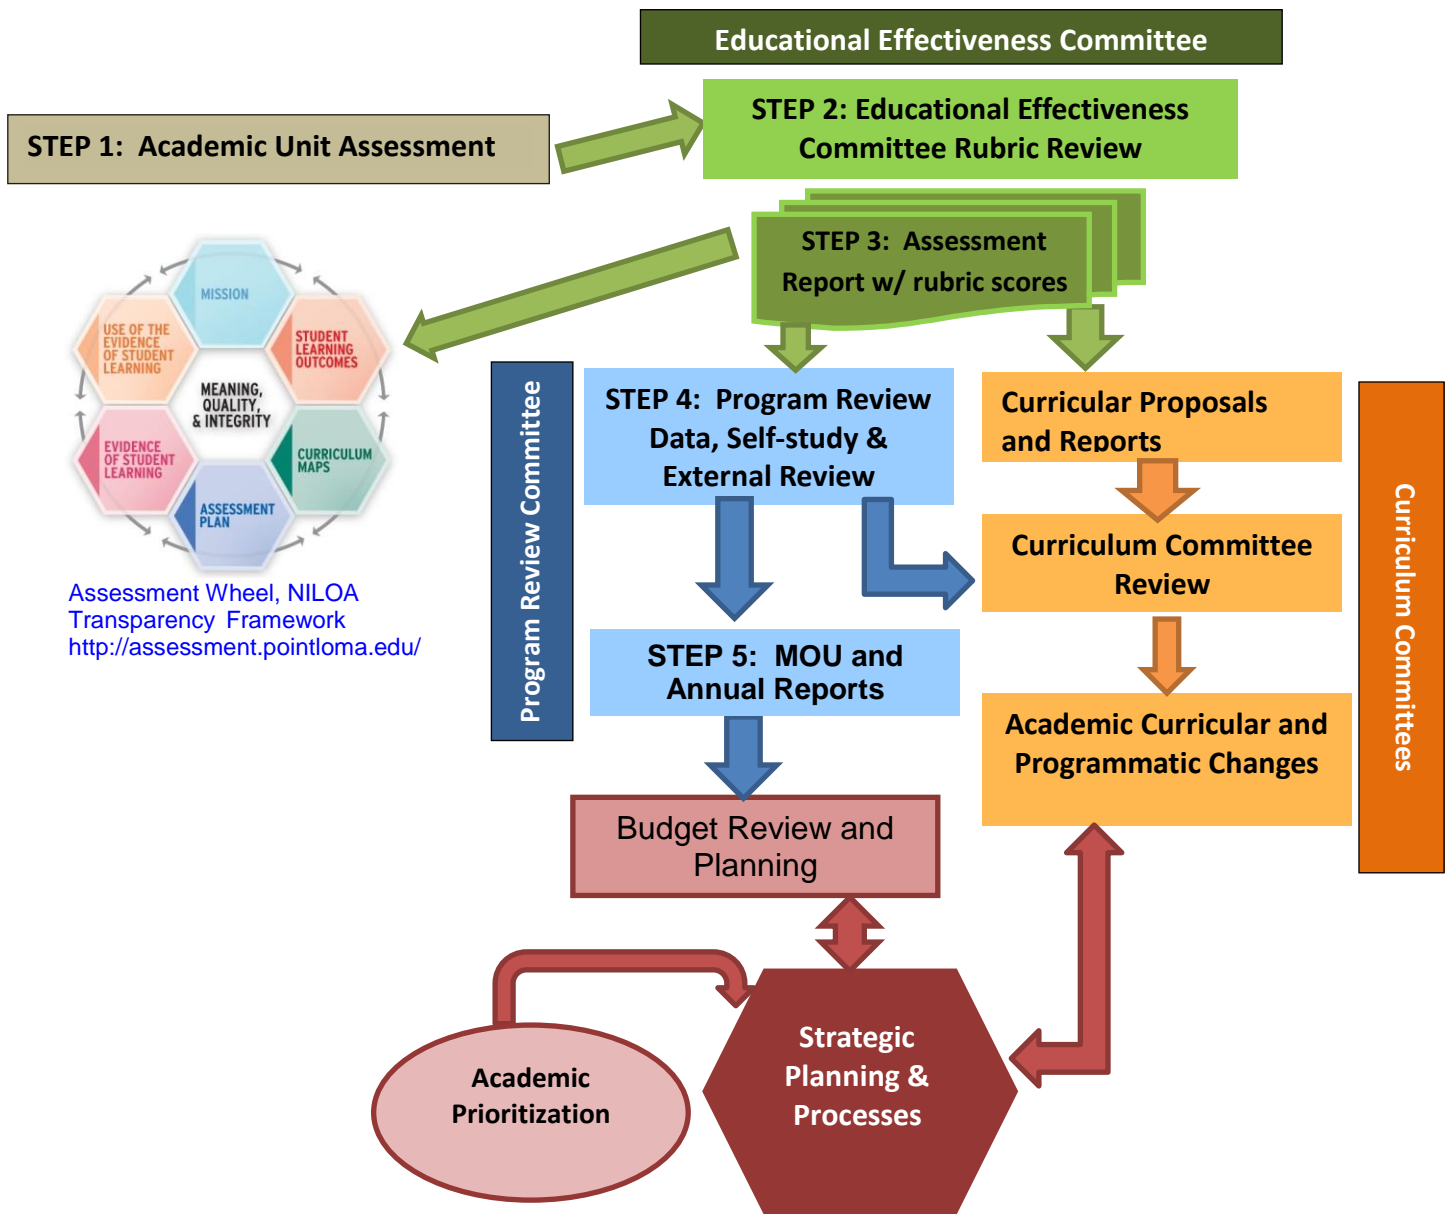 Educational Effectiveness Committee
STEP 1:  Academic Unit Assessment
STEP 2: Educational Effectiveness
Committee Rubric Review
STEP 3:  Assessment
Report w/ rubric scores
MISSION
USE OF THE
EVIDENCE
OF STUDENT
LEARNING
STUDENT
LEARNING
OUTCOMES
MEANING,
QUALITY,
& INTEGRITY
EVIDENCE
OF STUDENT
LEARNING
CURRICULUM
MAPS
ASSESSMENT
PLAN
Assessment Wheel, NILOA
Transparency Framework
http://assessment.pointloma.edu/
Program Review Committee
STEP 4:  Program Review
Data, Self-study &
External Review
Curricular Proposals
and Reports
Curriculum Committees
Curriculum Committee
Review
STEP 5:  MOU and
Annual Reports
Academic Curricular and
Programmatic Changes
Budget Review and
Planning
Academic
Prioritization
Strategic
Planning &
Processes